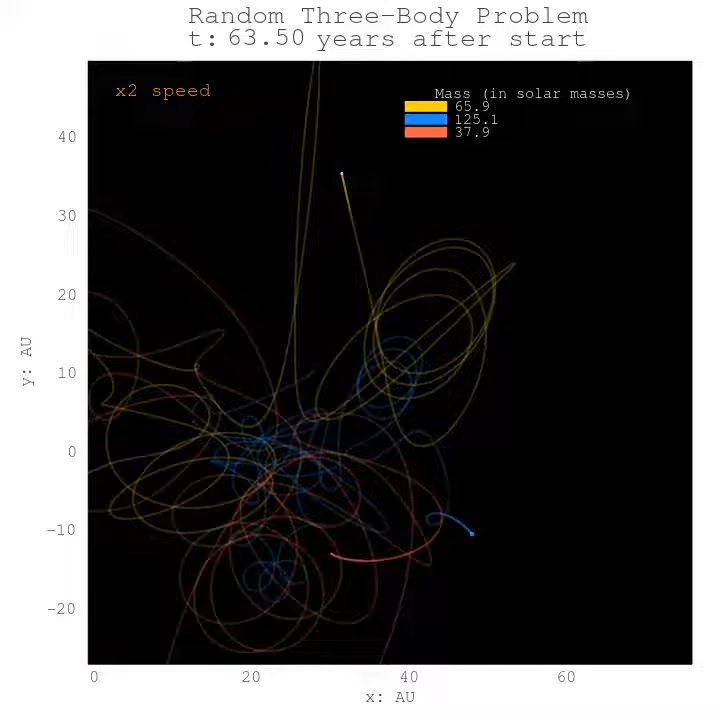 Random Three-Body Problem
t: 63.50 years after start
x2 speed
Mass (in solar masses)
65.9
125.1
37.9
40
30
20
10
0
-10
-20
y: AU
0
20
40
60
x: AU